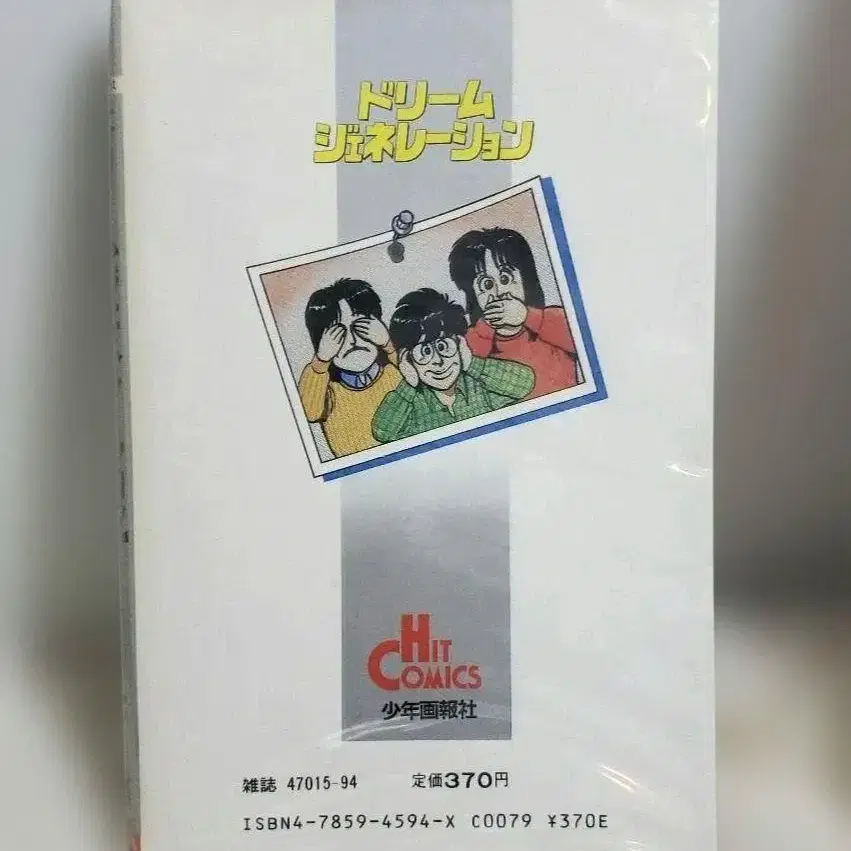 ドリーム
ジェネレーション
HIT
COMICS
少年画報社
雑誌 47015-94 定価370円
ISBN4-7859-4594-X C0079 ¥370E